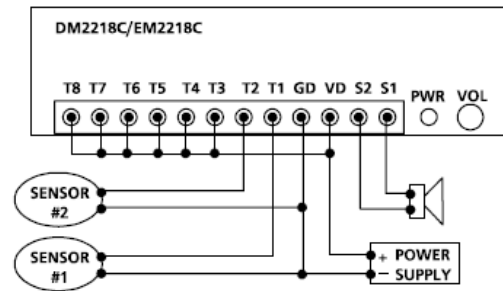 DM2218C/EM2218C
T8 T7 T6 T5 T4 T3 T2 T1 GD VD S2 S1 PWR VOL
SENSOR
#2
SENSOR
#1
+ POWER
− SUPPLY